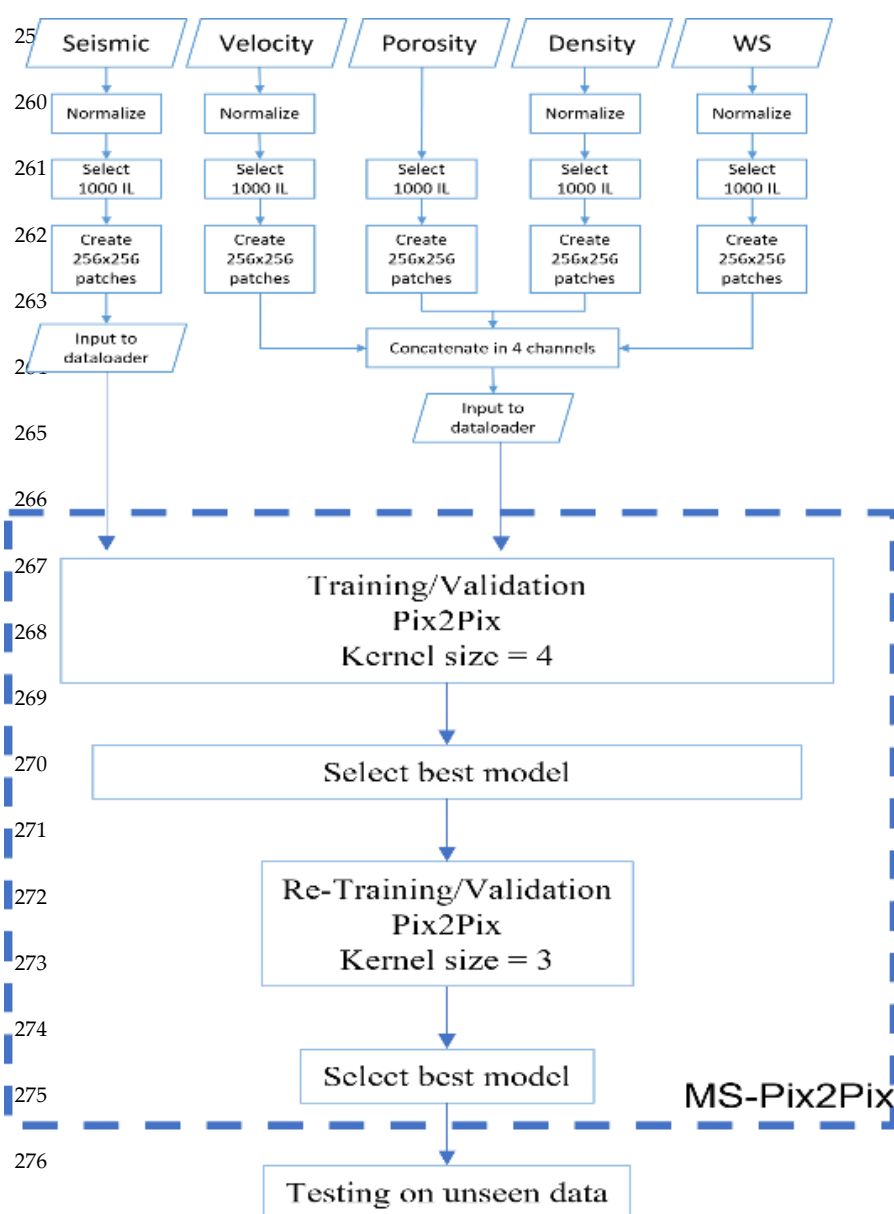 25
Seismic Velocity Porosity Density WS
260
Normalize Normalize Normalize Normalize
261
Select Select Select Select Select
1000 IL 1000 IL 1000 IL 1000 IL 1000 IL
262
Create Create Create Create Create
256x256 256x256 256x256 256x256 256x256
patches patches patches patches patches
263
Input to
dataloader
Concatenate in 4 channels
Input to
dataloader
265
266
267
Training/Validation
Pix2Pix
268
Kernel size = 4
269
270
Select best model
271
Re-Training/Validation
272
Pix2Pix
Kernel size = 3
273
274
Select best model
275
MS-Pix2Pix
276
Testing on unseen data